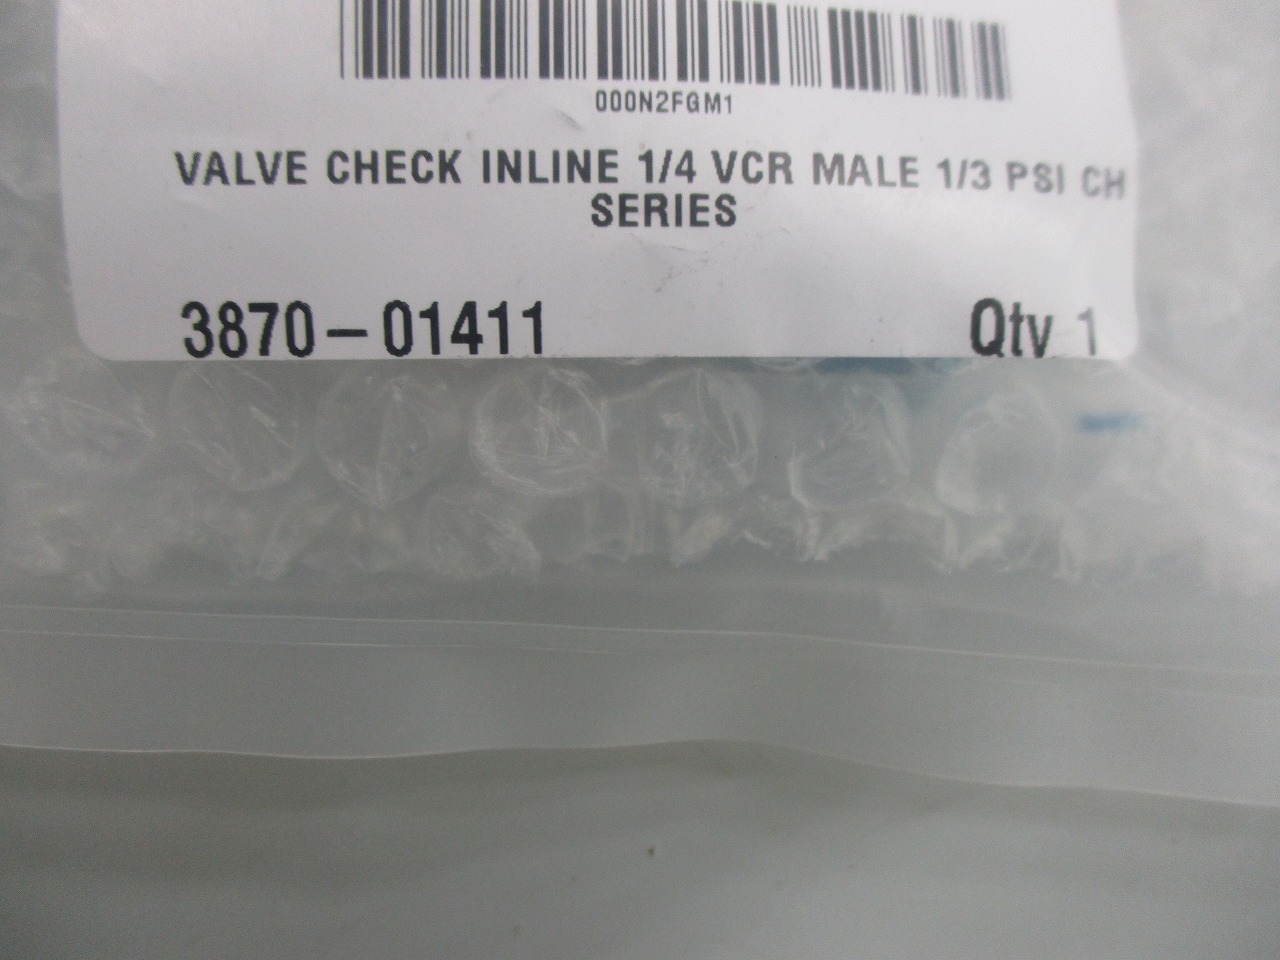 000N2FGM1
VALVE CHECK INLINE 1/4 VCR MALE 1/3 PSI CH
SERIES
3870-01411 Qty 1